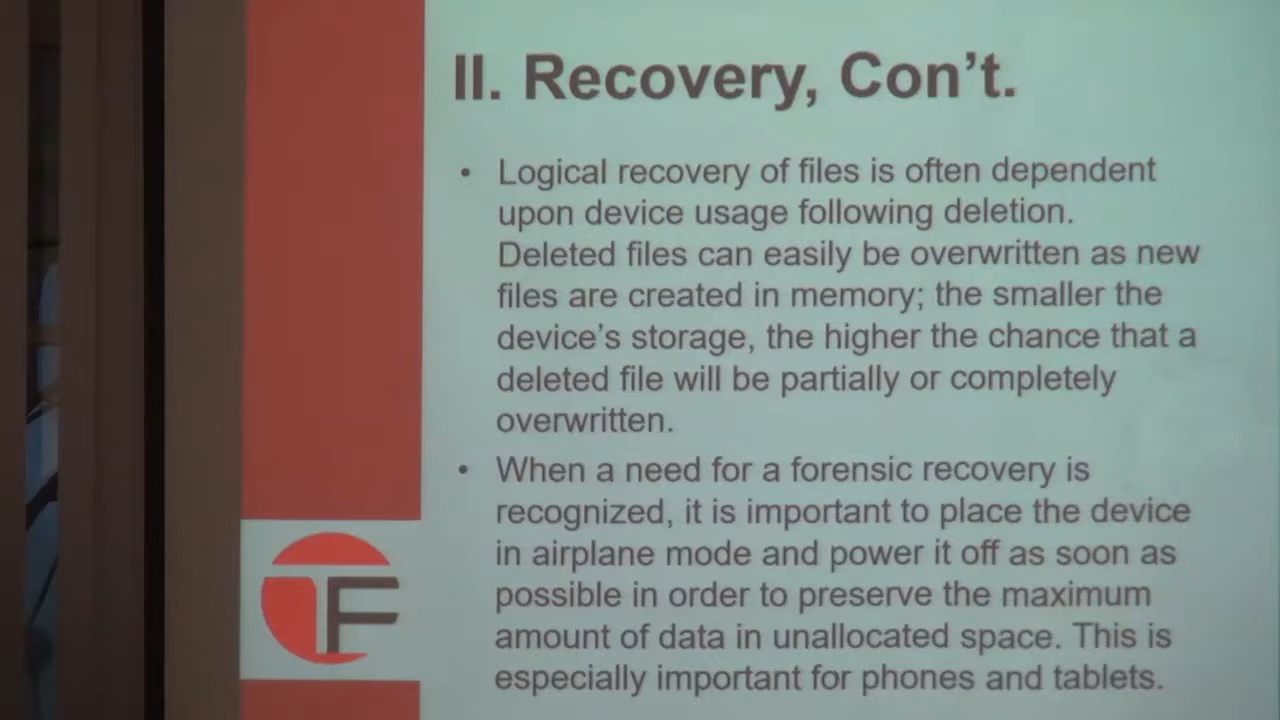 II. Recovery, Con't.
• Logical recovery of files is often dependent
upon device usage following deletion.
Deleted files can easily be overwritten as new
files are created in memory; the smaller the
device's storage, the higher the chance that a
deleted file will be partially or completely
overwritten.
• When a need for a forensic recovery is
recognized, it is important to place the device
in airplane mode and power it off as soon as
possible in order to preserve the maximum
amount of data in unallocated space. This is
especially important for phones and tablets.
TF